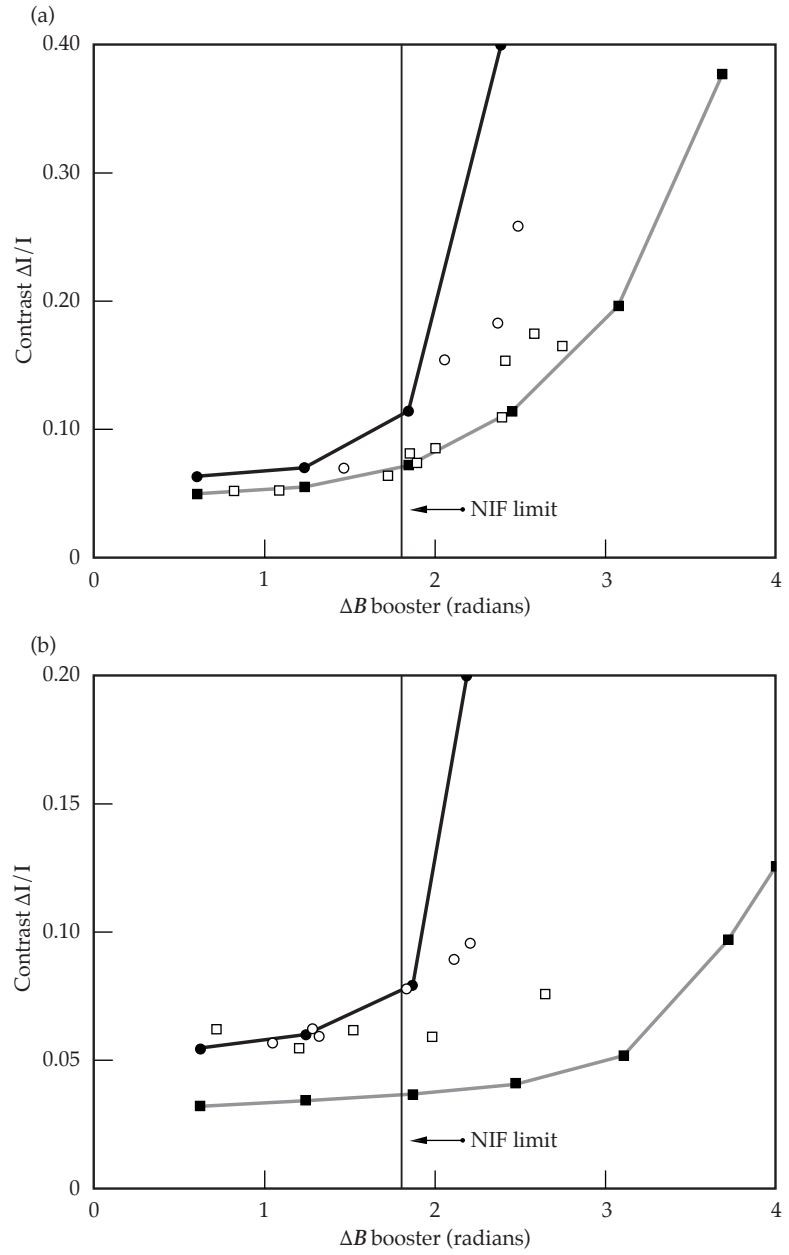 (a)
0.40
0.30
0.20
0.10
0
Contrast ΔI/I
NIF limit
0 1 2 3 4
ΔB booster (radians)
(b)
0.20
0.15
0.10
0.05
0
Contrast ΔI/I
NIF limit
0 1 2 3 4
ΔB booster (radians)